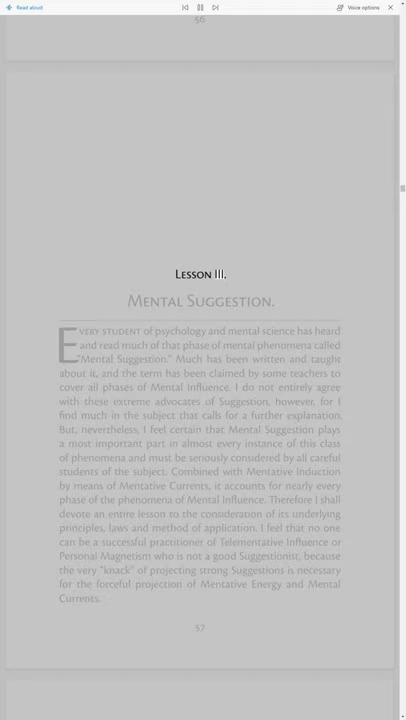 Read aloud
Voice options
56
Lesson III.
Mental Suggestion.
Every student of psychology and mental science has heard
and read much of that phase of mental phenomena called
"Mental Suggestion." Much has been written and taught
about it, and the term has been claimed by some teachers to
cover all phases of Mental Influence. I do not entirely agree
with these extreme advocates of Suggestion, however, for I
find much in the subject that calls for a further explanation.
But, nevertheless, I feel certain that Mental Suggestion plays
a most important part in almost every instance of this class
of phenomena and must be seriously considered by all careful
students of the subject. Combined with Mentative Induction
by means of Mentative Currents, it accounts for nearly every
phase of the phenomena of Mental Influence. Therefore I shall
devote an entire lesson to the consideration of its underlying
principles, laws and method of application. I feel that no one
can be a successful practitioner of Telementative Influence or
Personal Magnetism who is not a good Suggestionist, because
the very "knack" of projecting strong Suggestions is necessary
for the forceful projection of Mentative Energy and Mental
Currents.
57